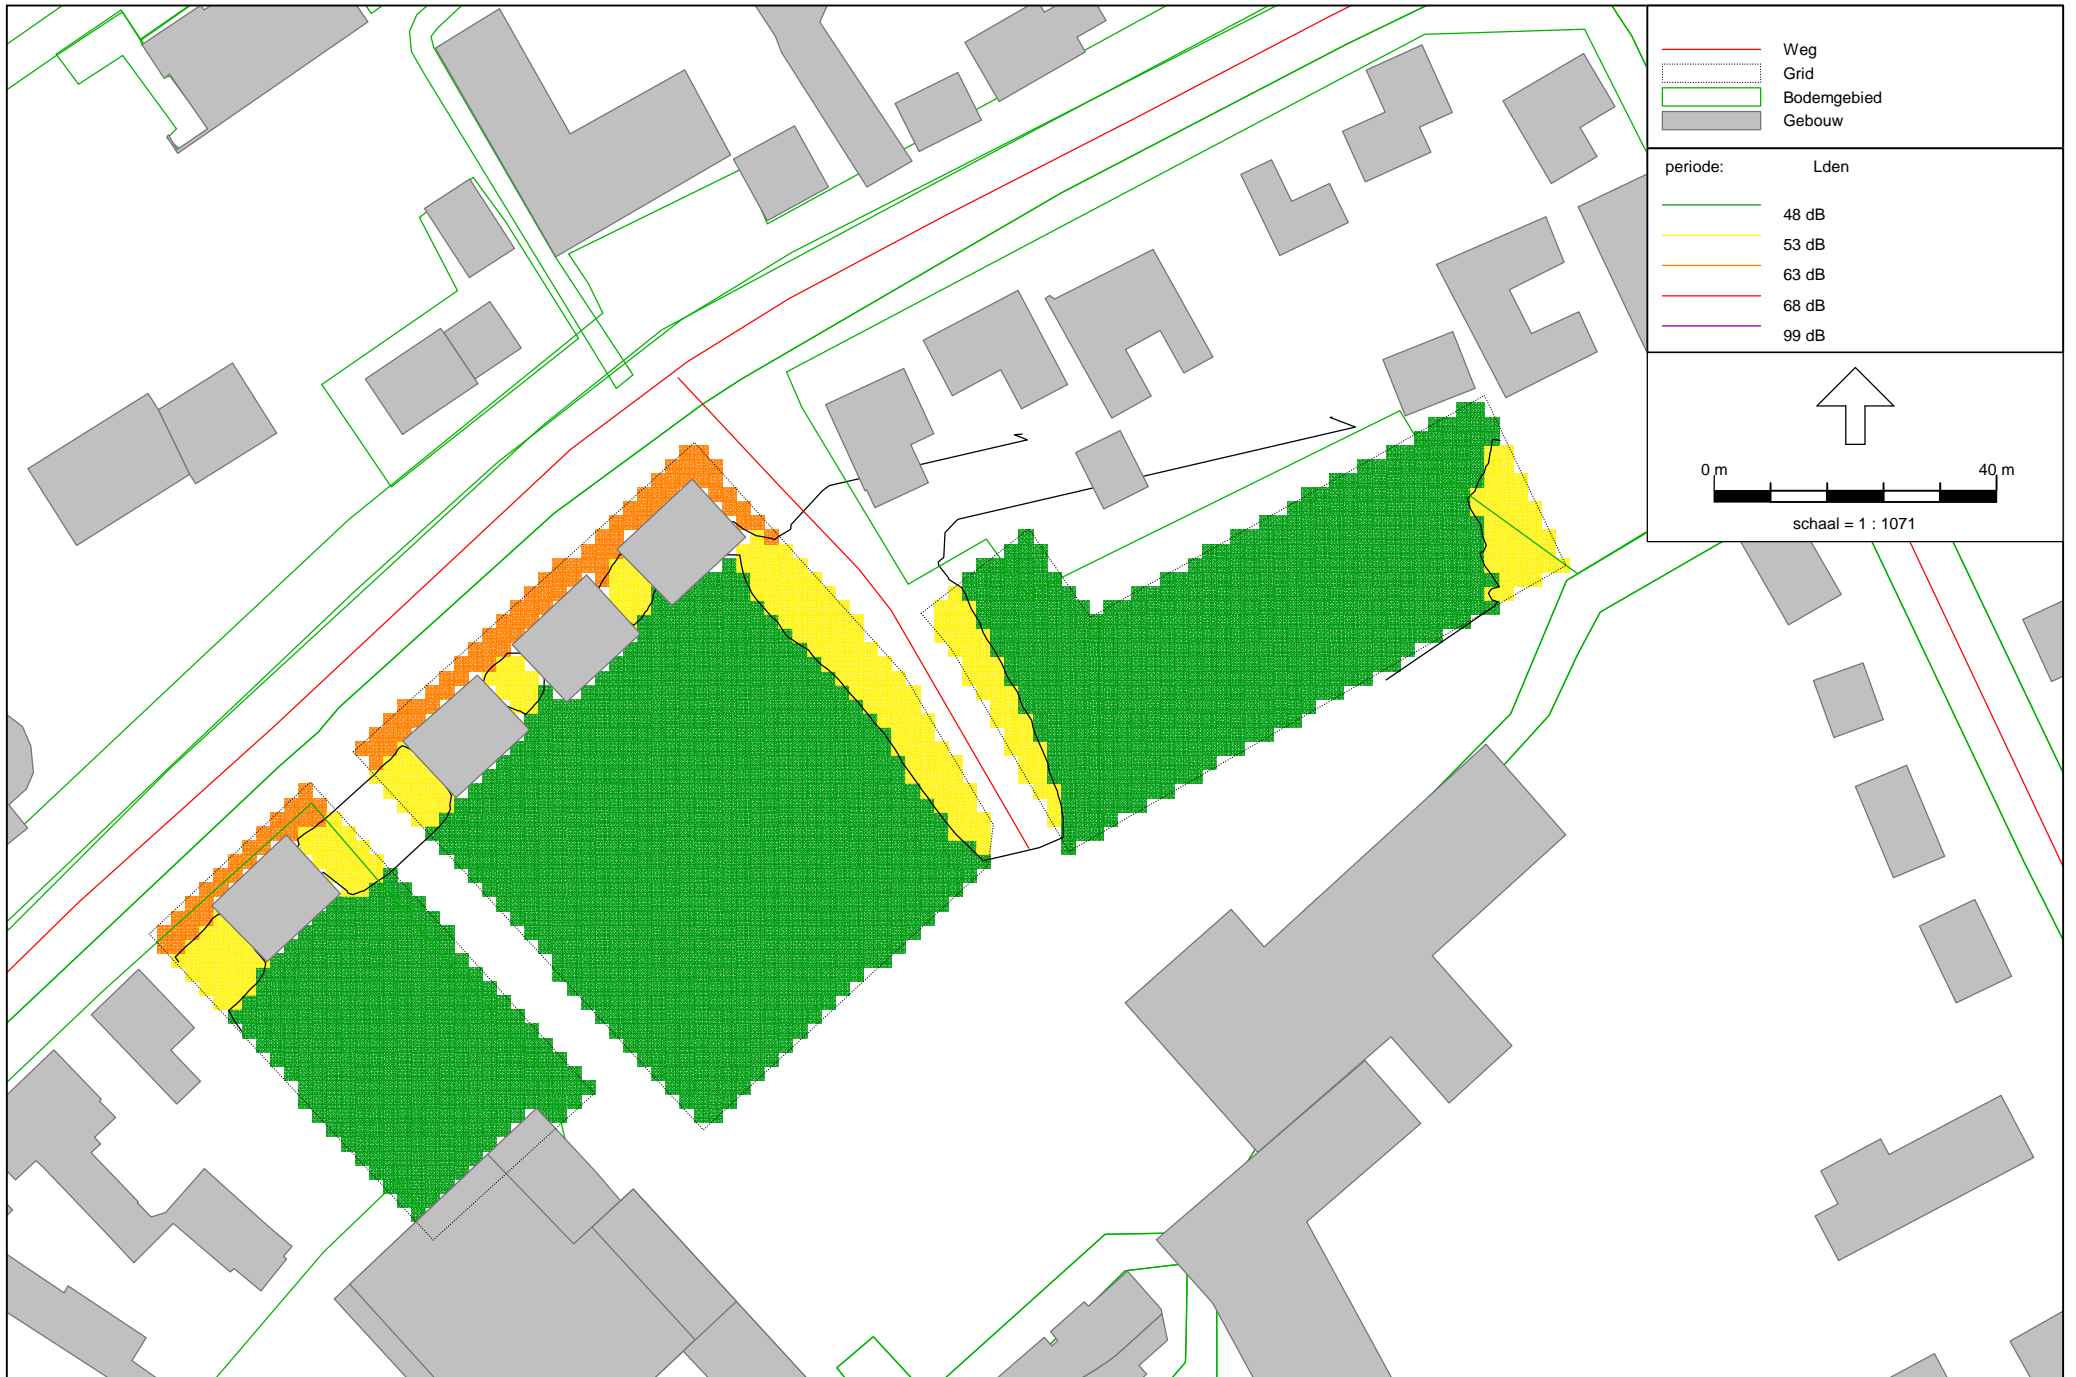 Weg
Grid
Bodemgebied
Gebouw
periode: Lden
48 dB
53 dB
63 dB
68 dB
99 dB
0 m 40 m
schaal = 1 : 1071